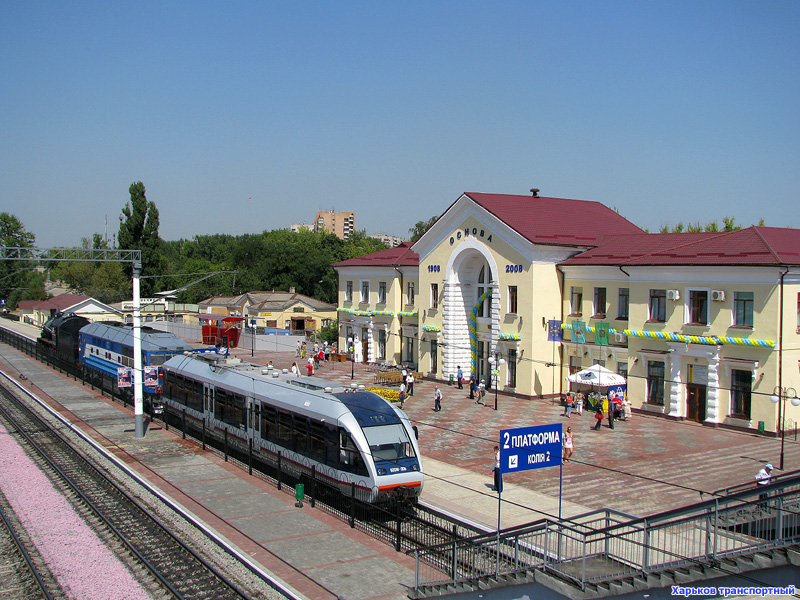 ОСНОВА
1908 2008
2 ПЛАТФОРМА
КОЛІЯ 2
Харьков транспортный